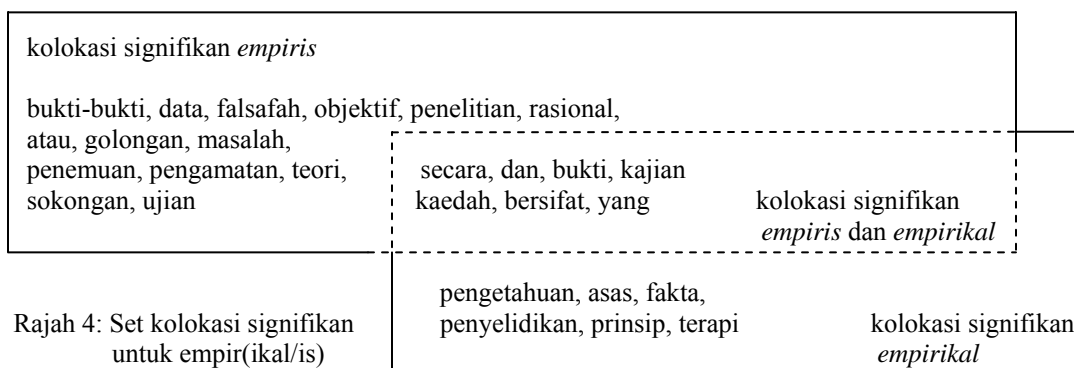 kolokasi signifikan empiris
bukti-bukti, data, falsafah, objektif, penelitian, rasional,
atau, golongan, masalah,
penemuan, pengamatan, teori,
sokongan, ujian
secara, dan, bukti, kajian
kaedah, bersifat, yang
kolokasi signifikan
empiris dan empirikal
pengetahuan, asas, fakta,
penyelidikan, prinsip, terapi
kolokasi signifikan
empirikal
Rajah 4: Set kolokasi signifikan
untuk empir(ikal/is)